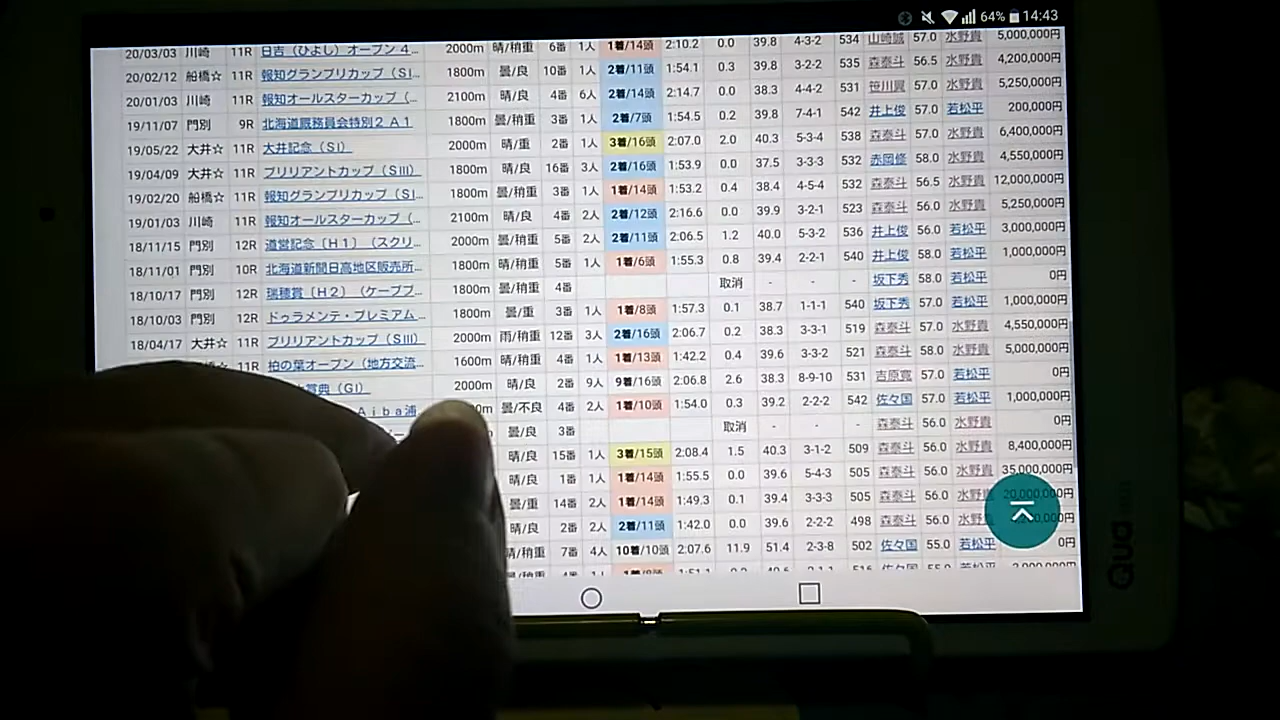 64% 14:43
20/03/03 川崎 11R 日吉（ひよし）オープン 4... 2000m 晴/稍重 6番 1人 1着/14頭 2:10.2 0.0 39.8 4-3-2 534 山崎誠 57.0 水野貴 5,000,000円
20/02/12 船橋☆ 11R 報知グランプリカップ（SI... 1800m 曇/良 10番 1人 2着/11頭 1:54.1 0.3 39.8 3-2-2 535 森泰斗 56.5 水野貴 4,200,000円
20/01/03 川崎 11R 報知オールスターカップ（... 2100m 晴/良 4番 6人 2着/14頭 2:14.7 0.0 38.3 4-4-2 531 笹川翼 57.0 水野貴 5,250,000円
19/11/07 門別 9R 北海道厩務員会特別２Ａ１ 1800m 曇/稍重 3番 1人 2着/7頭 1:54.5 0.2 39.8 7-4-1 542 井上俊 57.0 若松平 200,000円
19/05/22 大井☆ 11R 大井記念（SI） 2000m 晴/重 2番 1人 3着/16頭 2:07.0 2.0 40.3 5-3-4 538 森泰斗 57.0 水野貴 6,400,000円
19/04/09 大井☆ 11R ブリリアントカップ（SIII） 1800m 晴/良 16番 3人 2着/16頭 1:53.9 0.0 37.5 3-3-3 532 赤岡修 58.0 水野貴 4,550,000円
19/02/20 船橋☆ 11R 報知グランプリカップ（SI... 1800m 曇/稍重 3番 1人 1着/14頭 1:53.2 0.4 38.4 4-5-4 532 森泰斗 56.5 水野貴 12,000,000円
19/01/03 川崎 11R 報知オールスターカップ（... 2100m 晴/良 4番 2人 2着/12頭 2:16.6 0.0 39.9 3-2-1 523 森泰斗 56.0 水野貴 5,250,000円
18/11/15 門別 12R 道営記念〔Ｈ１〕（スクリ... 2000m 曇/稍重 5番 2人 2着/11頭 2:06.5 1.2 40.0 5-3-2 536 井上俊 56.0 若松平 3,000,000円
18/11/01 門別 10R 北海道新聞日高地区販売所... 1800m 晴/稍重 5番 1人 1着/6頭 1:55.3 0.8 39.4 2-2-1 540 井上俊 58.0 若松平 1,000,000円
18/10/17 門別 12R 瑞穂賞〔Ｈ２〕（ケープブ... 1800m 曇/稍重 4番 取消 - - - 坂下秀 58.0 若松平 0円
18/10/03 門別 12R ドゥラメンテ・プレミアム... 1800m 曇/重 3番 1人 1着/8頭 1:57.3 0.1 38.7 1-1-1 540 坂下秀 57.0 若松平 1,000,000円
18/04/17 大井☆ 11R ブリリアントカップ（SIII） 2000m 雨/稍重 12番 3人 2着/16頭 2:06.7 0.2 38.3 3-3-1 519 森泰斗 57.0 水野貴 4,550,000円
11R 柏の葉オープン（地方交流... 1600m 晴/稍重 4番 1人 1着/13頭 1:42.2 0.4 39.6 3-3-2 521 森泰斗 58.0 水野貴 5,000,000円
賞典（GI） 2000m 晴/良 2番 9人 9着/16頭 2:06.8 2.6 38.3 8-9-10 531 吉原寛 57.0 若松平 0円
Ａｉｂａ浦 曇/不良 4番 2人 1着/10頭 1:54.0 0.3 39.2 2-2-2 542 佐々国 57.0 若松平 1,000,000円
曇/良 3番 取消 - - - 森泰斗 56.0 水野貴 0円
晴/良 15番 1人 3着/15頭 2:08.4 1.5 40.3 3-1-2 509 森泰斗 56.0 水野貴 8,400,000円
晴/良 1番 1人 1着/14頭 1:55.5 0.0 39.6 5-4-3 505 森泰斗 56.0 水野貴 35,000,000円
曇/重 14番 2人 1着/14頭 1:49.3 0.1 39.4 3-3-3 505 森泰斗 56.0 水野貴 20,000,000円
晴/良 2番 2人 2着/11頭 1:42.0 0.0 39.6 2-2-2 498 森泰斗 56.0 水野貴 200,000円
晴/稍重 7番 4人 10着/10頭 2:07.6 11.9 51.4 2-3-8 502 佐々国 55.0 若松平 0円
Qua